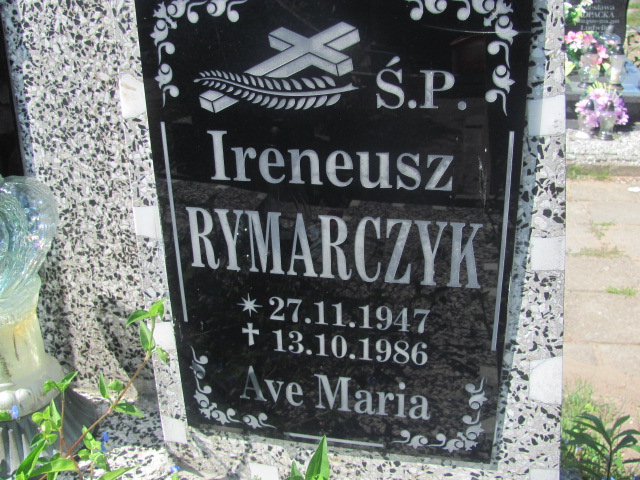 Ś.P.
Ireneusz
RYMARCZYK
* 27.11.1947
✝ 13.10.1986
Ave Maria